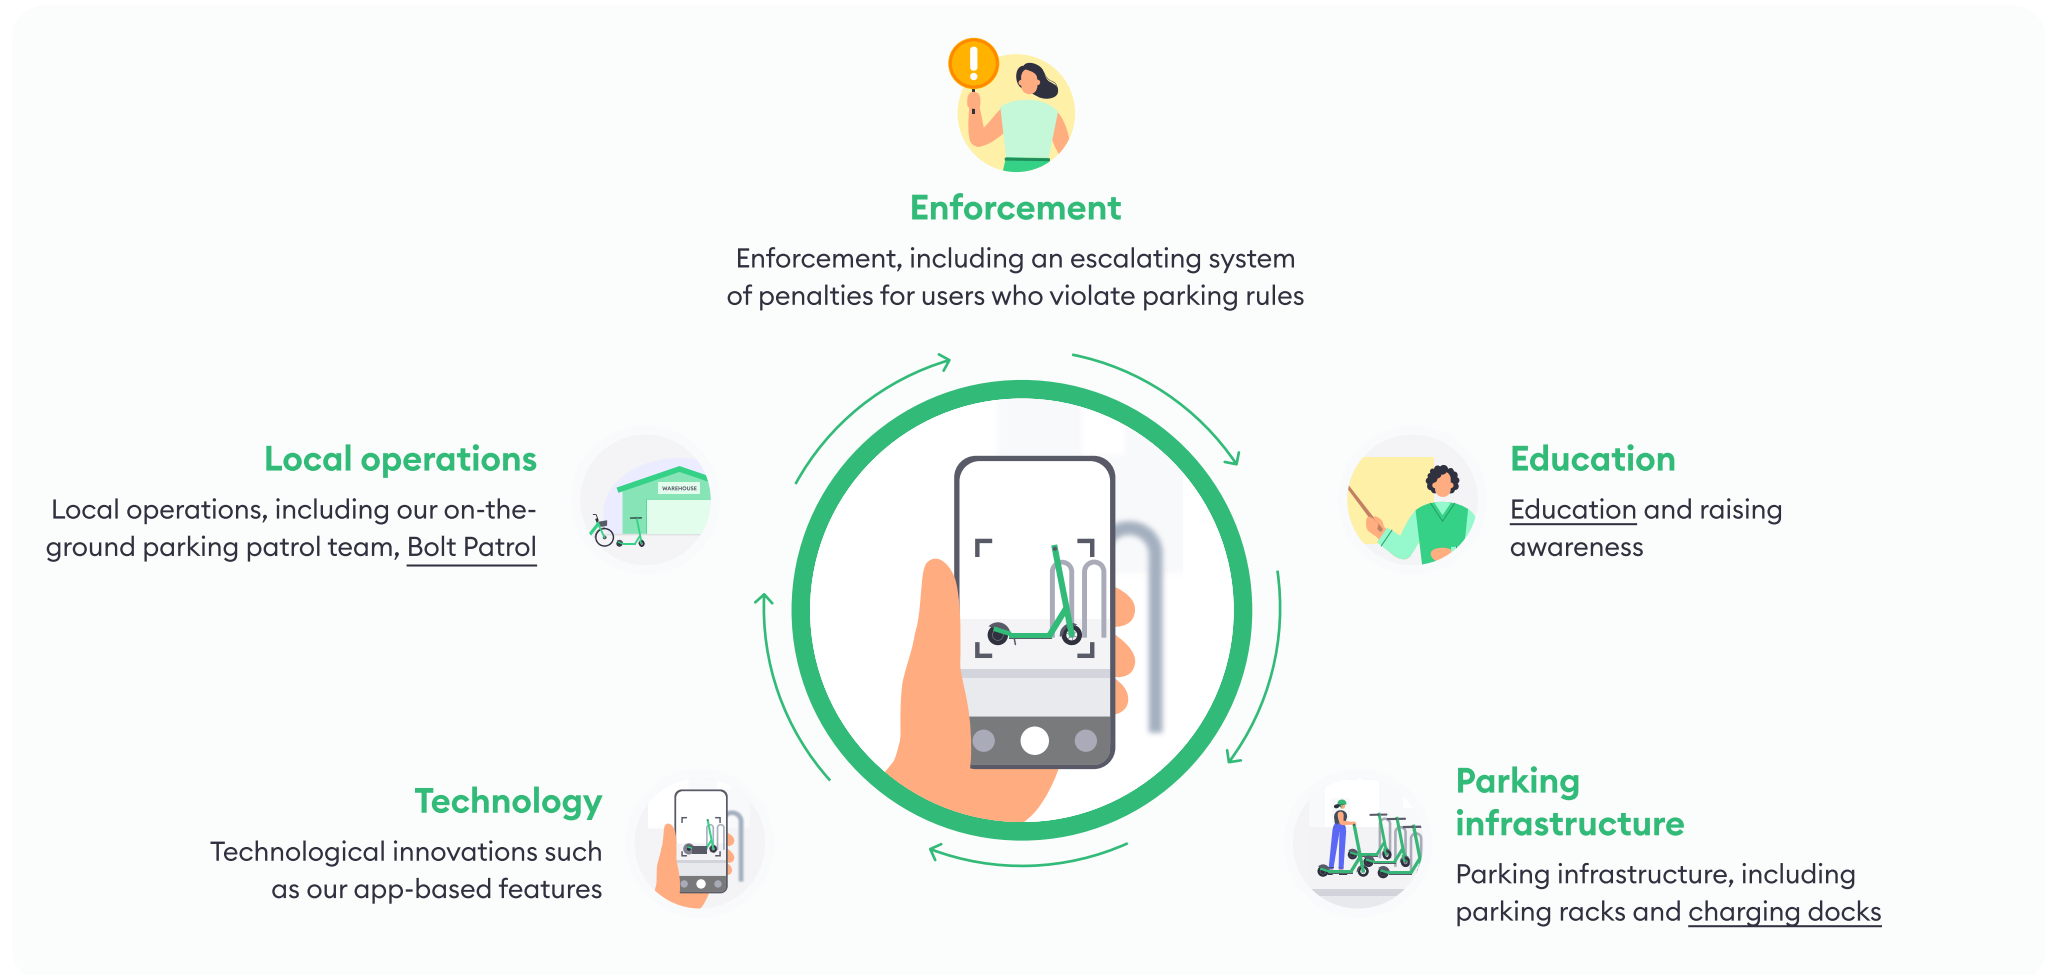 Enforcement
Enforcement, including an escalating system
of penalties for users who violate parking rules
Local operations
Local operations, including our on-the-
ground parking patrol team, Bolt Patrol
WAREHOUSE
Education
Education and raising
awareness
Technology
Technological innovations such
as our app-based features
Parking
infrastructure
Parking infrastructure, including
parking racks and charging docks